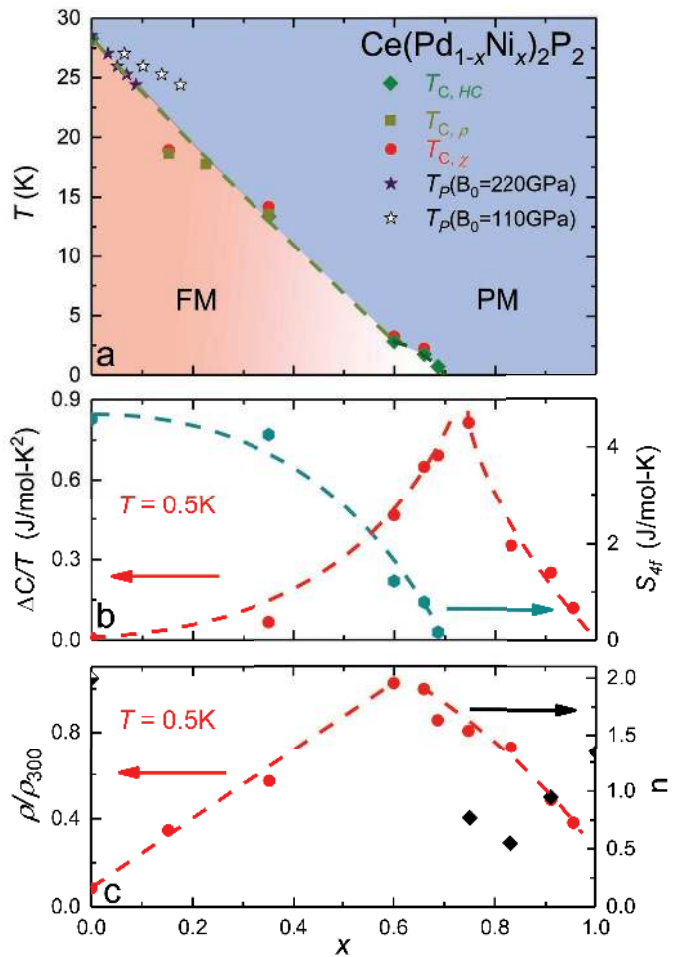 30
25
20
15
10
5
0
T (K)
Ce(Pd1-xNix)2P2
TC, HC
TC, ρ
TC, χ
TP(B0=220GPa)
TP(B0=110GPa)
FM
PM
a
0.9
0.6
0.3
0.0
ΔC/T (J/mol-K2)
T = 0.5K
b
4
2
0
S4f (J/mol-K)
0.8
0.4
0.0
ρ/ρ300
T = 0.5K
c
2.0
1.5
1.0
0.5
0.0
n
0.0 0.2 0.4 0.6 0.8 1.0
x